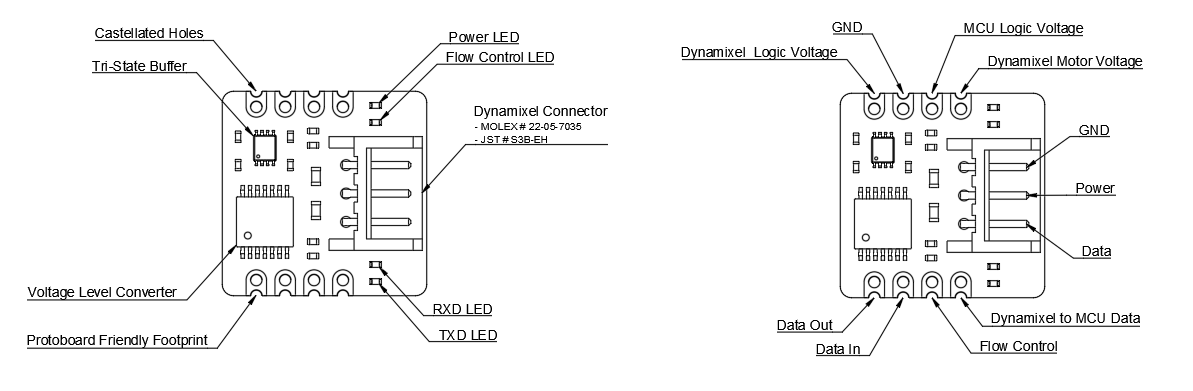 Castellated Holes
Tri-State Buffer
Power LED
Flow Control LED
Dynamixel Connector
- MOLEX# 22-05-7035
- JST # S3B-EH
Voltage Level Converter
Protoboard Friendly Footprint
RXD LED
TXD LED
GND
MCU Logic Voltage
Dynamixel Logic Voltage
Dynamixel Motor Voltage
GND
Power
Data
Data Out
Data In
Dynamixel to MCU Data
Flow Control